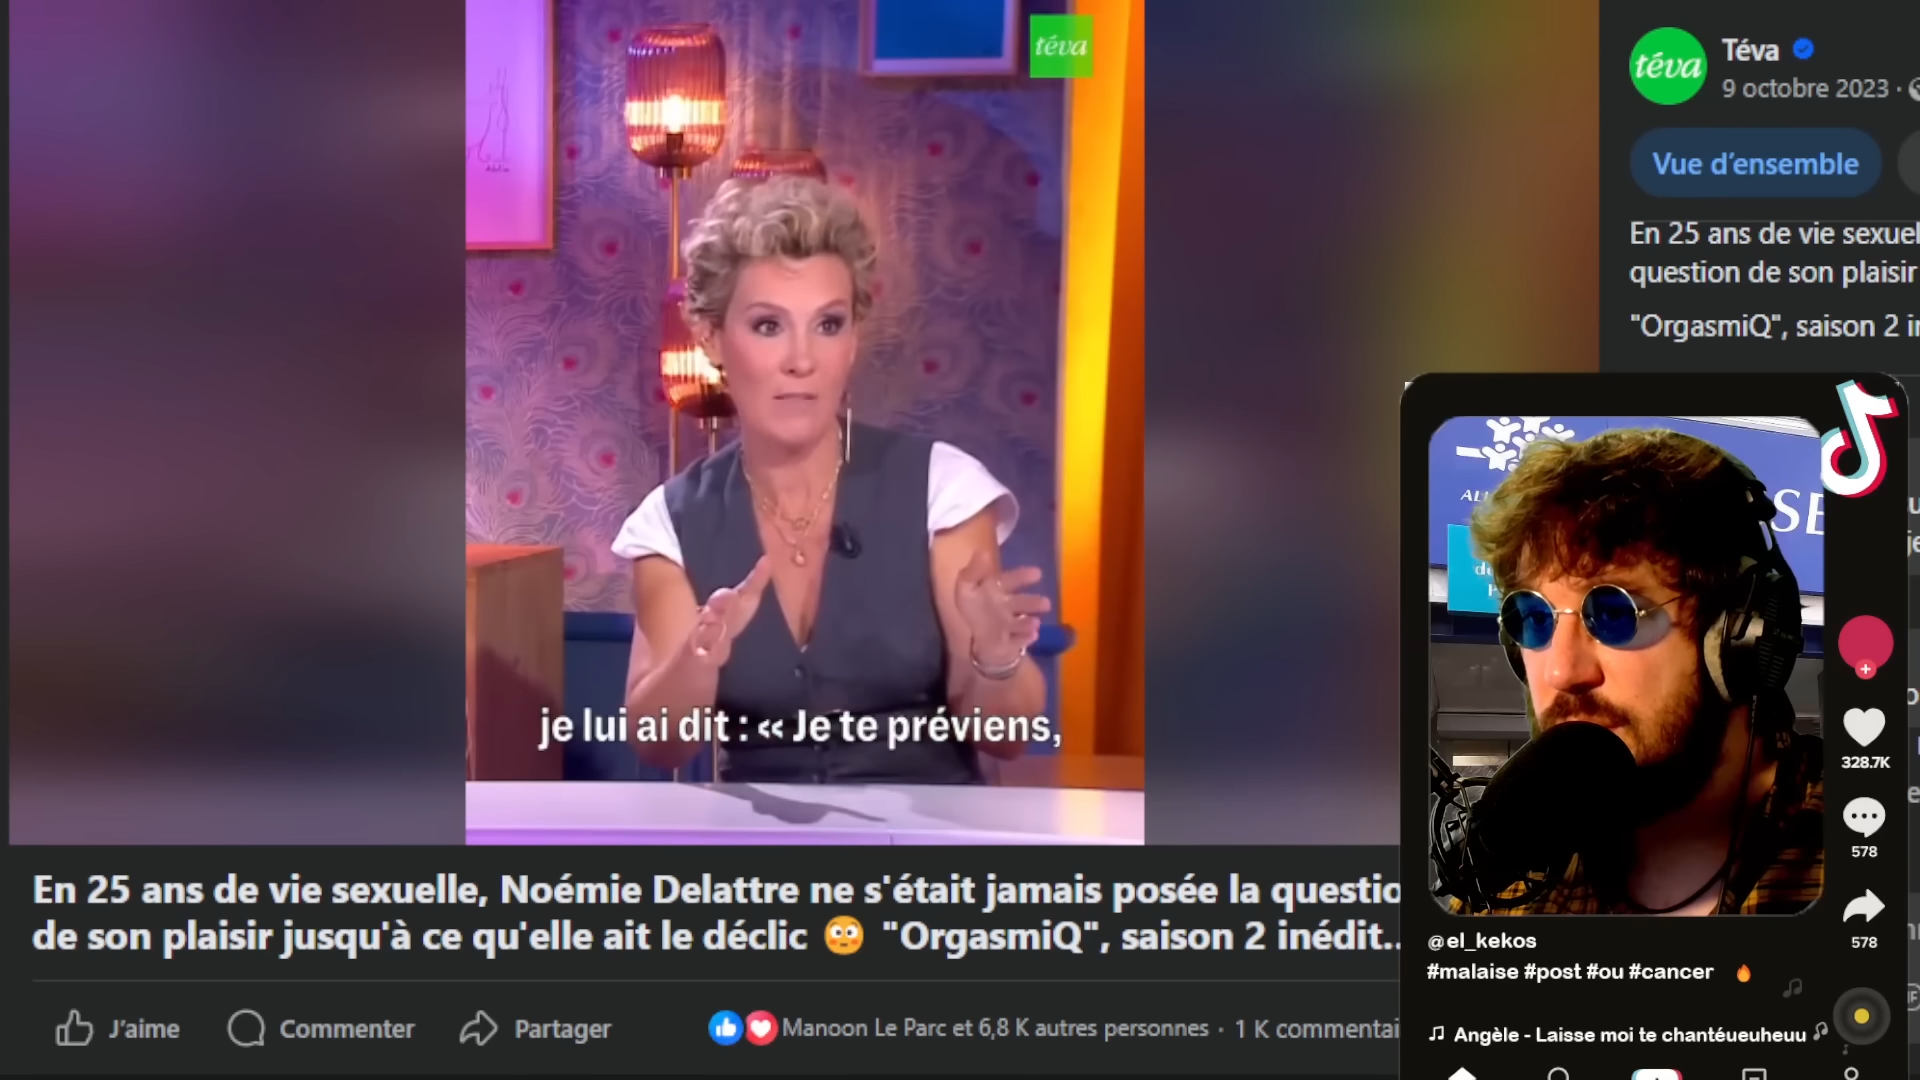 téva
je lui ai dit : « Je te préviens,
En 25 ans de vie sexuelle, Noémie Delattre ne s'était jamais posée la questio
de son plaisir jusqu'à ce qu'elle ait le déclic 😳 "OrgasmiQ", saison 2 inédit..
J'aime
Commenter
Partager
Manoon Le Parc et 6,8 K autres personnes · 1 K commentai
téva
Téva
9 octobre 2023 ·
Vue d'ensemble
En 25 ans de vie sexuel
question de son plaisir
"OrgasmiQ", saison 2 in
SE
328.7K
578
578
@el_kekos
#malaise #post #ou #cancer 🔥
Angèle - Laisse moi te chantéueuheuu